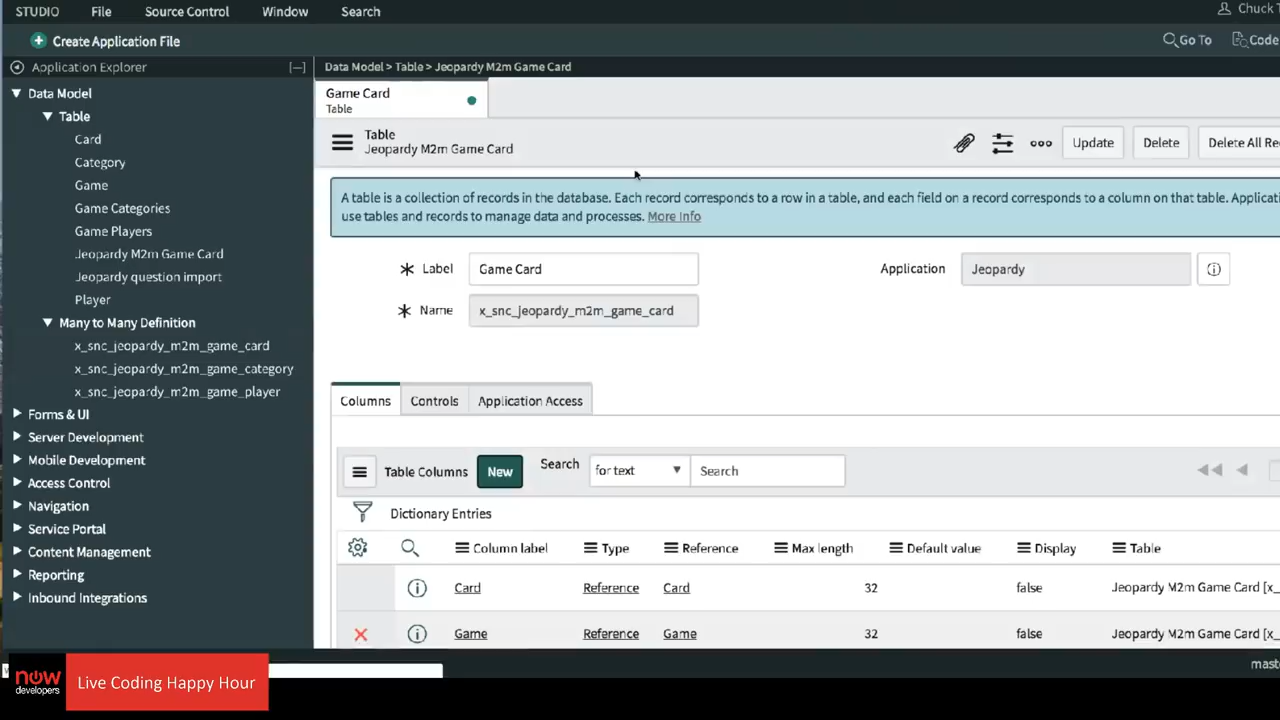 STUDIO File Source Control Window Search Chuck T
Create Application File Go To Code
Application Explorer [—] Data Model > Table > Jeopardy M2m Game Card
Data Model
Table
Card
Category
Game
Game Categories
Game Players
Jeopardy M2m Game Card
Jeopardy question import
Player
Many to Many Definition
x_snc_jeopardy_m2m_game_card
x_snc_jeopardy_m2m_game_category
x_snc_jeopardy_m2m_game_player
Forms & UI
Server Development
Mobile Development
Access Control
Navigation
Service Portal
Content Management
Reporting
Inbound Integrations
Game Card
Table
Table
Jeopardy M2m Game Card
Update Delete Delete All Re
A table is a collection of records in the database. Each record corresponds to a row in a table, and each field on a record corresponds to a column on that table. Applicati
use tables and records to manage data and processes. More Info
Label Game Card Application Jeopardy
Name x_snc_jeopardy_m2m_game_card
Columns Controls Application Access
Table Columns New Search for text Search
Dictionary Entries
Column label Type Reference Max length Default value Display Table
Card Reference Card 32 false Jeopardy M2m Game Card [x_
Game Reference Game 32 false Jeopardy M2m Game Card [x_
maste
now
developers
Live Coding Happy Hour